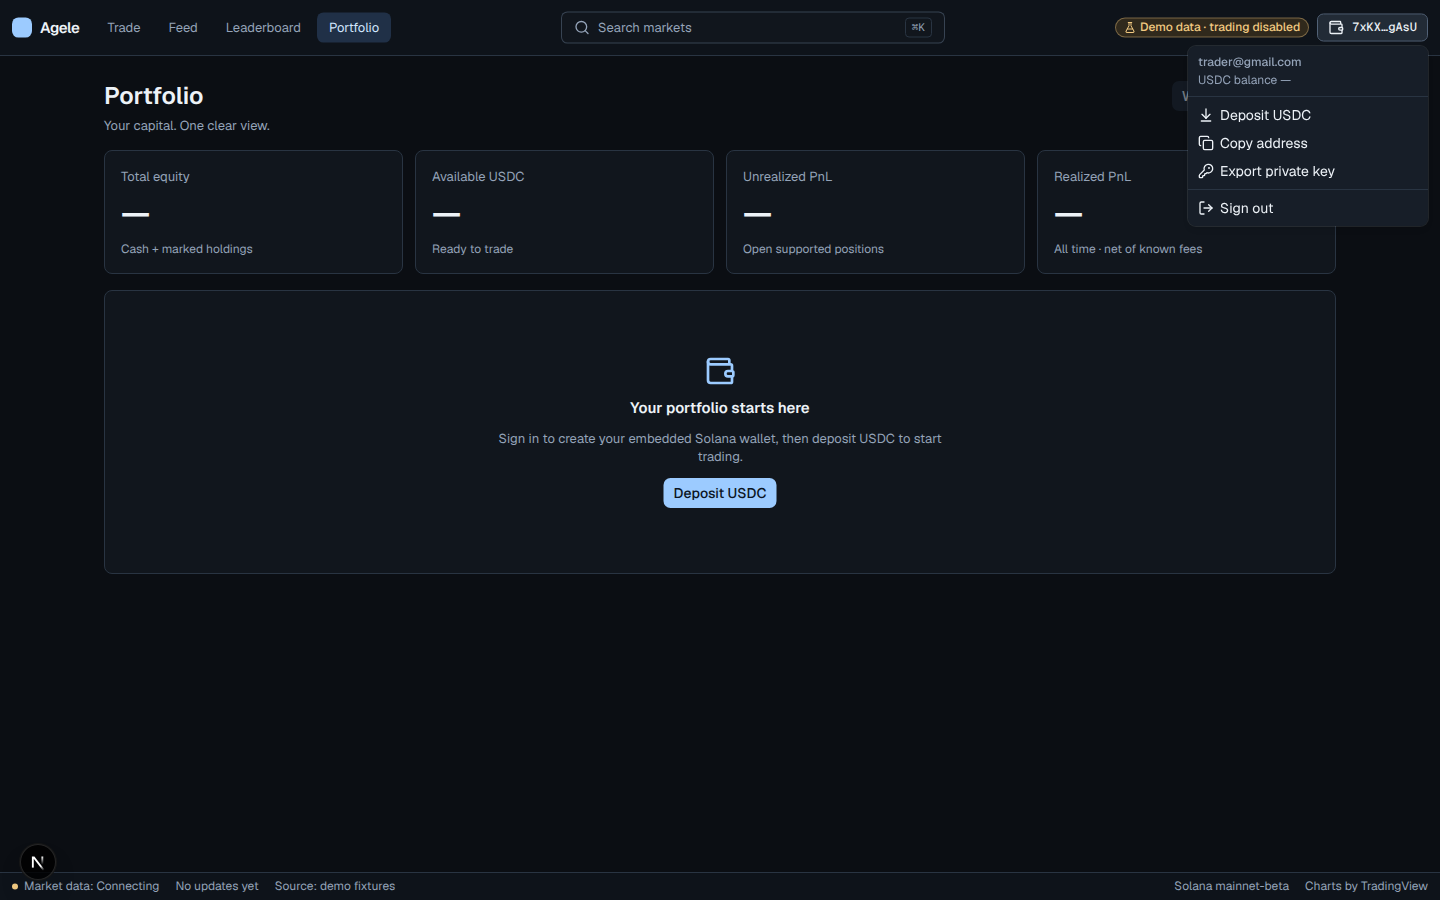 Agele
Trade
Feed
Leaderboard
Portfolio
Search markets
⌘K
Demo data · trading disabled
7xKX…gAsU
trader@gmail.com
USDC balance —
Deposit USDC
Copy address
Export private key
Sign out
Portfolio
Your capital. One clear view.
Total equity
—
Cash + marked holdings
Available USDC
—
Ready to trade
Unrealized PnL
—
Open supported positions
Realized PnL
—
All time · net of known fees
Your portfolio starts here
Sign in to create your embedded Solana wallet, then deposit USDC to start
trading.
Deposit USDC
N
Market data: Connecting
No updates yet
Source: demo fixtures
Solana mainnet-beta
Charts by TradingView